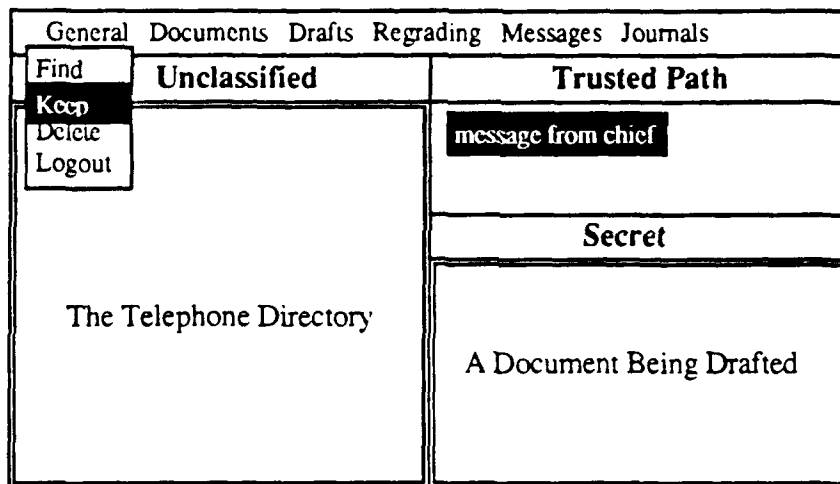 General Documents Drafts Regrading Messages Journals
Find
Keep
Delete
Logout
Unclassified
The Telephone Directory
Trusted Path
message from chief
Secret
A Document Being Drafted